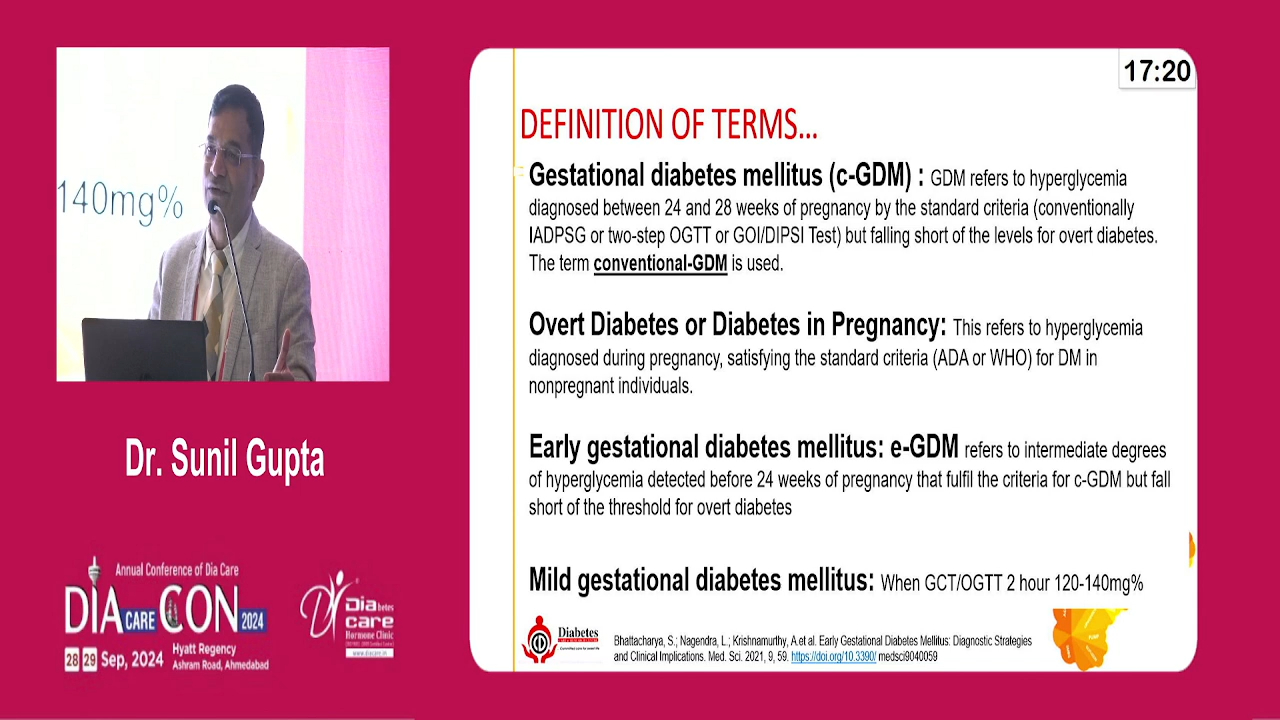 17:20
140mg%
DEFINITION OF TERMS...
Gestational diabetes mellitus (c-GDM) : GDM refers to hyperglycemia
diagnosed between 24 and 28 weeks of pregnancy by the standard criteria (conventionally
IADPSG or two-step OGTT or GOI/DIPSI Test) but falling short of the levels for overt diabetes.
The term conventional-GDM is used.
Overt Diabetes or Diabetes in Pregnancy: This refers to hyperglycemia
diagnosed during pregnancy, satisfying the standard criteria (ADA or WHO) for DM in
nonpregnant individuals.
Early gestational diabetes mellitus: e-GDM refers to intermediate degrees
of hyperglycemia detected before 24 weeks of pregnancy that fulfil the criteria for c-GDM but fall
short of the threshold for overt diabetes
Mild gestational diabetes mellitus: When GCT/OGTT 2 hour 120-140mg%
Diabetes
Bhattacharya, S.; Nagendra, L.; Krishnamurthy, A.et al. Early Gestational Diabetes Mellitus: Diagnostic Strategies
and Clinical Implications. Med. Sci. 2021, 9, 59. https://doi.org/10.3390/ medsci9040059
Dr. Sunil Gupta
Annual Conference of Dia Care
DIA CARE CON 2024
28 29 Sep, 2024
Hyatt Regency
Ashram Road, Ahmedabad
Diabetes
care
Hormone Clinic
www.diacare.in